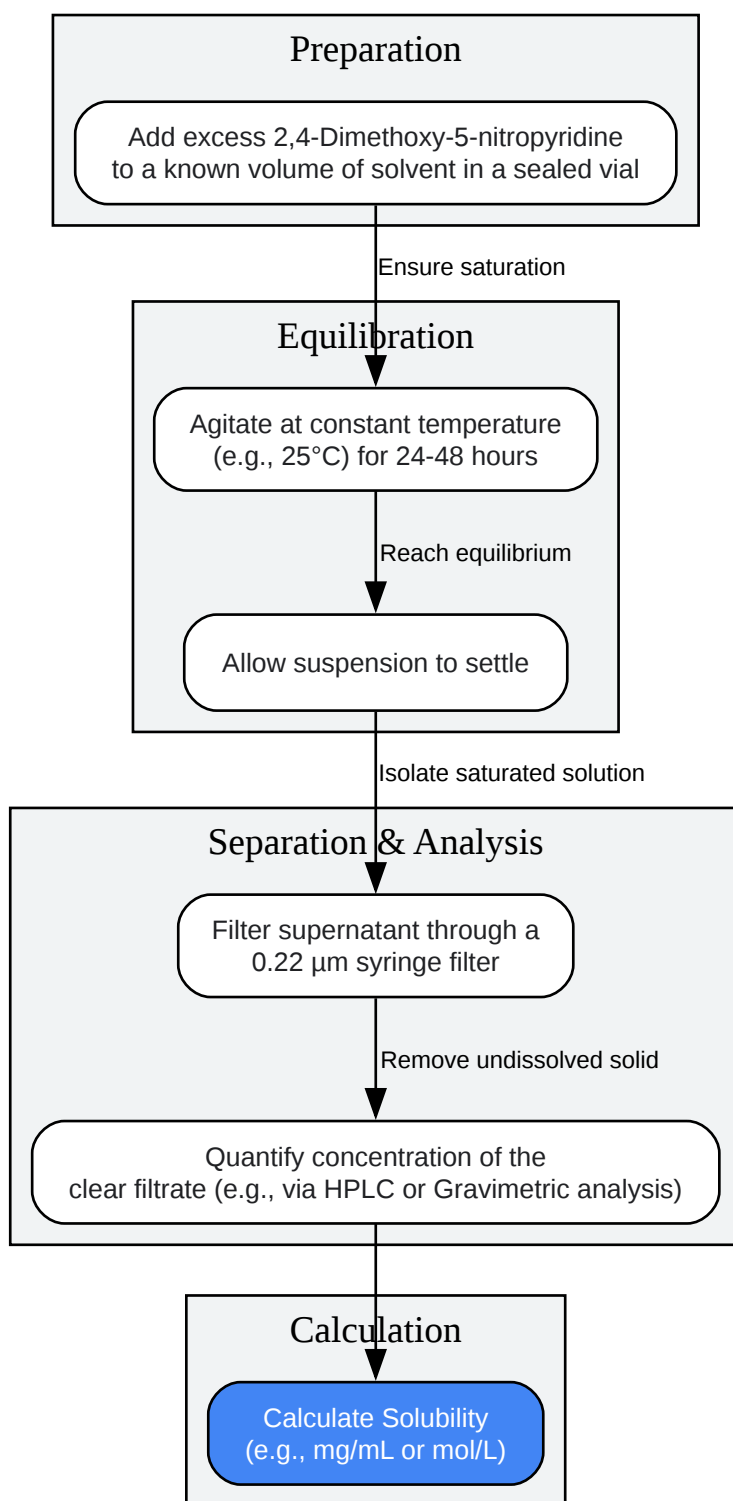 Preparation
Add excess 2,4-Dimethoxy-5-nitropyridine
to a known volume of solvent in a sealed vial
Ensure saturation
Equilibration
Agitate at constant temperature
(e.g., 25°C) for 24-48 hours
Reach equilibrium
Allow suspension to settle
Isolate saturated solution
Separation & Analysis
Filter supernatant through a
0.22 µm syringe filter
Remove undissolved solid
Quantify concentration of the
clear filtrate (e.g., via HPLC or Gravimetric analysis)
Calculation
Calculate Solubility
(e.g., mg/mL or mol/L)